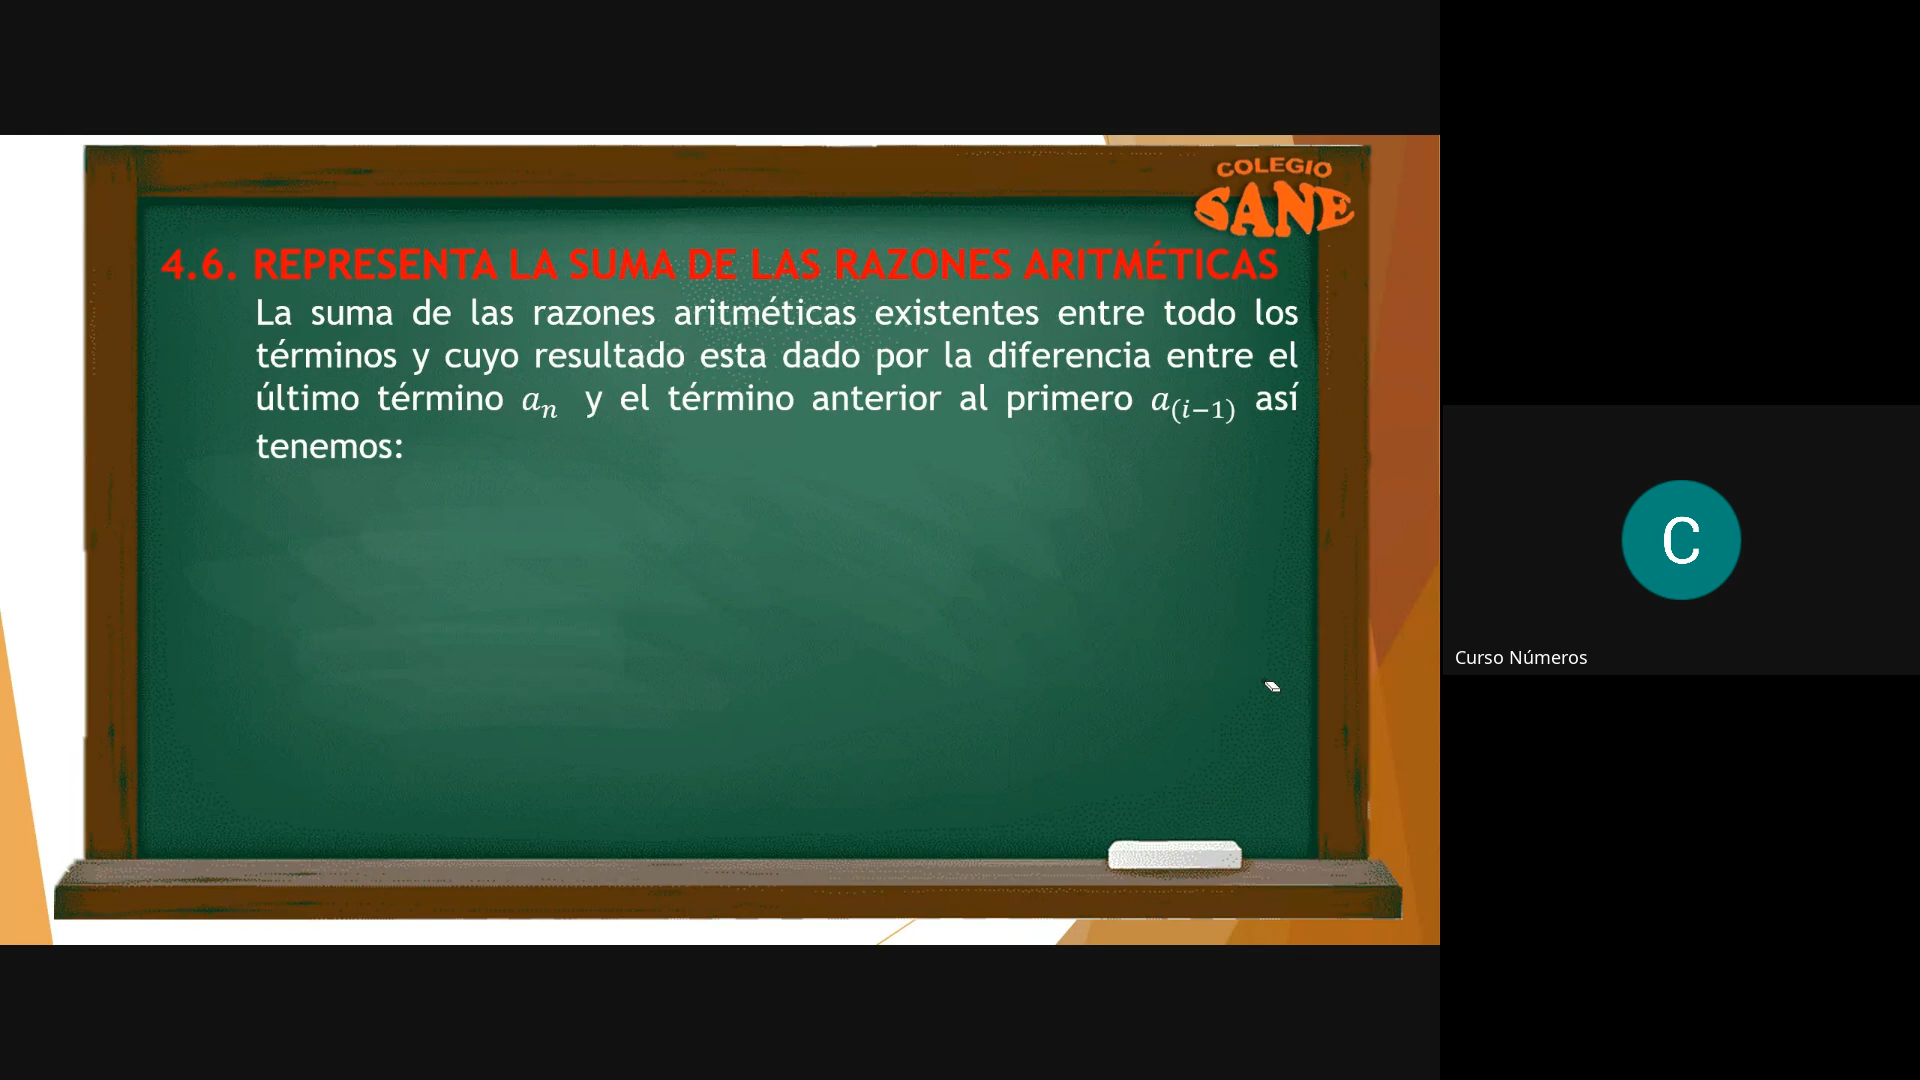 COLEGIO
SANE
4.6. REPRESENTA LA SUMA DE LAS RAZONES ARITMÉTICAS
La suma de las razones aritméticas existentes entre todo los
términos y cuyo resultado esta dado por la diferencia entre el
último término aₙ y el término anterior al primero a₍ᵢ₋₁₎ así
tenemos:
C
Curso Números